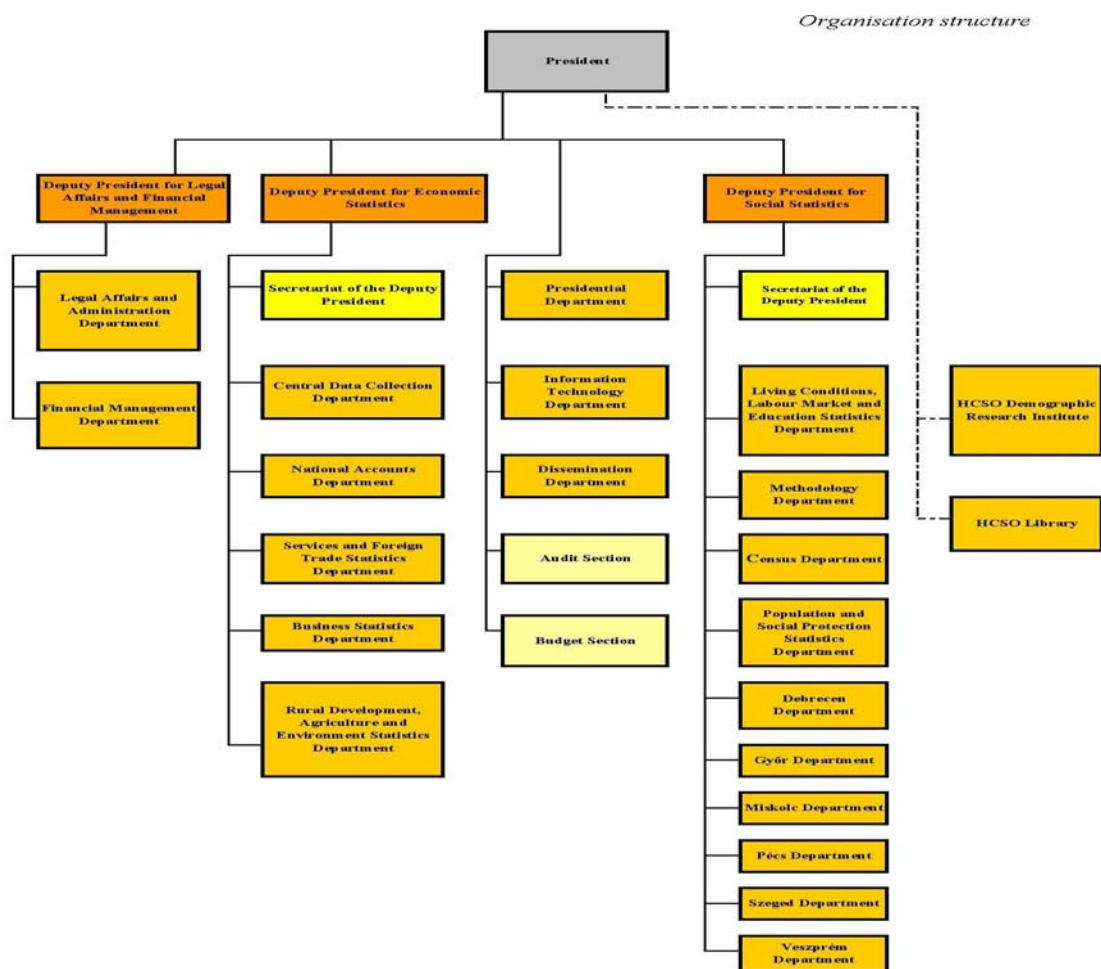 Organisation structure
President
Deputy President for Legal
Affairs and Financial
Management
Deputy President for Economic
Statistics
Deputy President for
Social Statistics
Legal Affairs and
Administration
Department
Financial Management
Department
Secretariat of the Deputy
President
Central Data Collection
Department
National Accounts
Department
Services and Foreign
Trade Statistics
Department
Business Statistics
Department
Rural Development,
Agriculture and
Environment Statistics
Department
Presidential
Department
Information
Technology
Department
Dissemination
Department
Audit Section
Budget Section
Secretariat of the
Deputy President
Living Conditions,
Labour Market and
Education Statistics
Department
Methodology
Department
Census Department
Population and
Social Protection
Statistics
Department
Debrecen
Department
Győr Department
Miskolc Department
Pécs Department
Szeged Department
Veszprém
Department
HCSO Demographic
Research Institute
HCSO Library